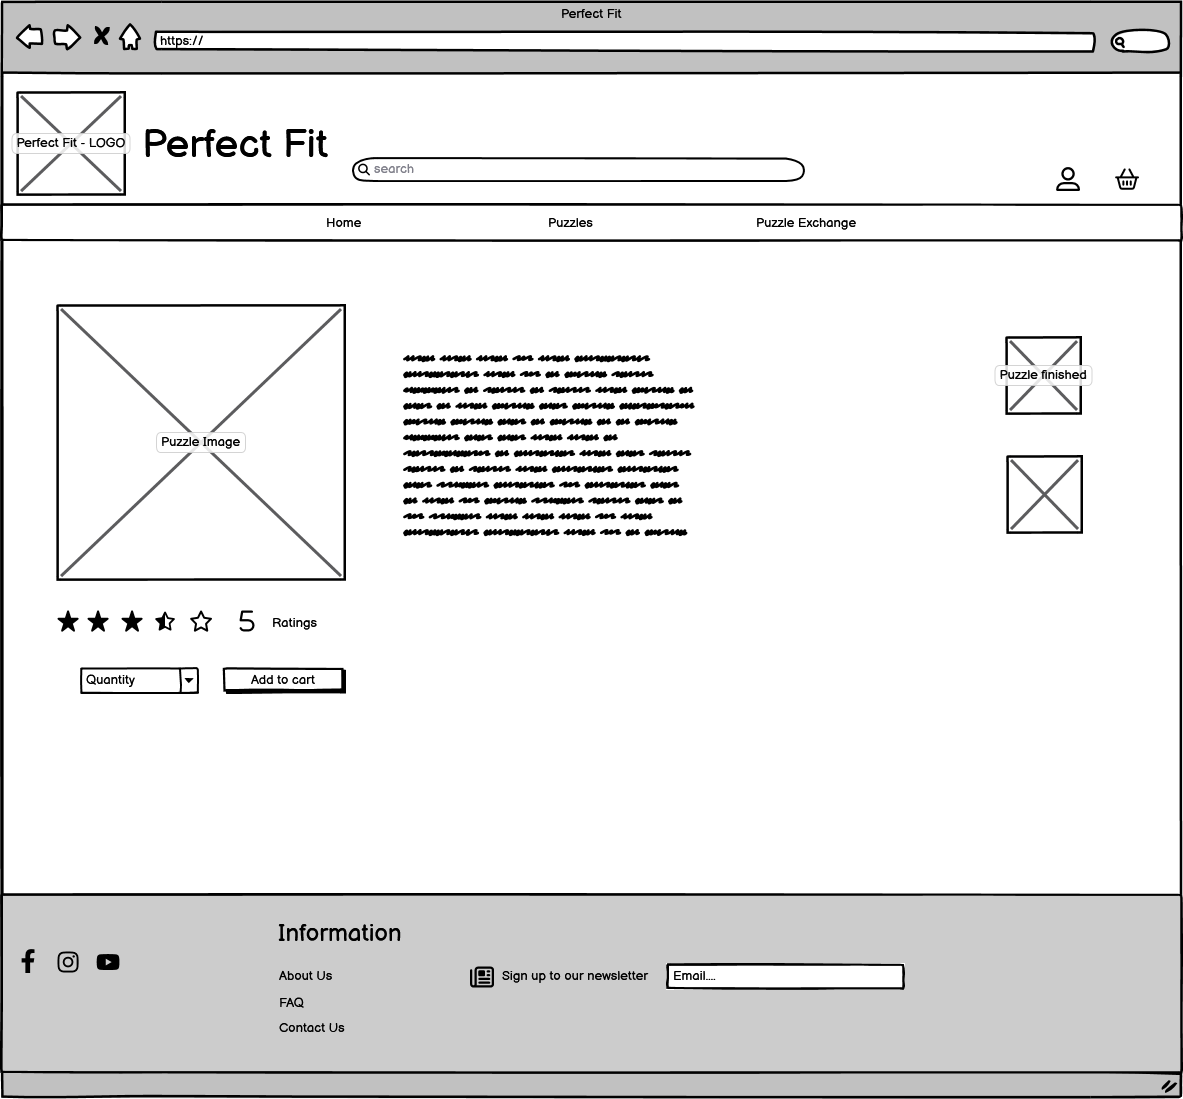 Perfect Fit
https://
Perfect Fit - LOGO
Perfect Fit
search
Home Puzzles Puzzle Exchange
Puzzle finished
Puzzle Image
5 Ratings
Quantity Add to cart
Information
About Us
Sign up to our newsletter Email....
FAQ
Contact Us